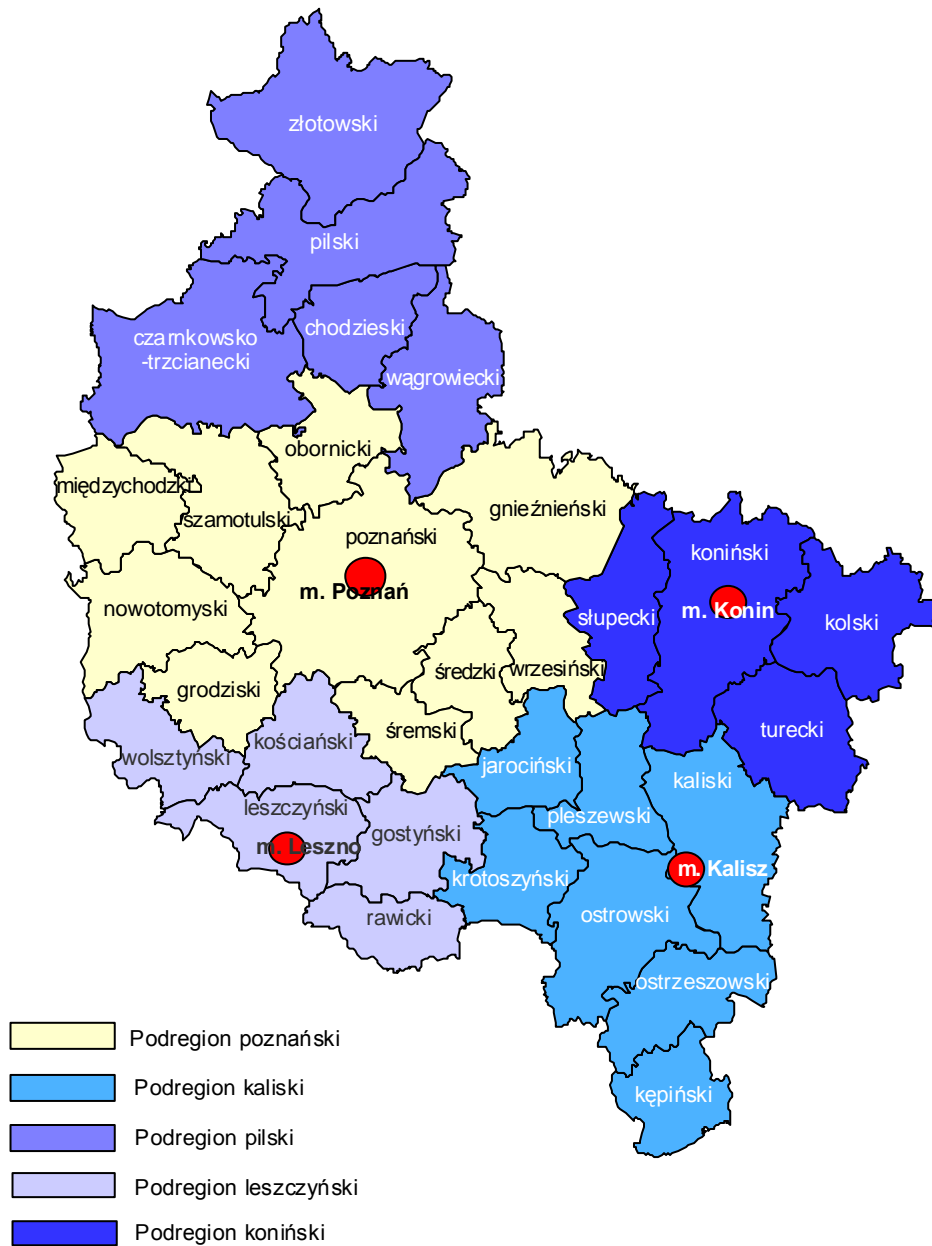 złotowski
pilski
chodzieski
czarnkowsko
-trzcianecki
wągrowiecki
obornicki
międzychodzki
szamotulski
gnieźnieński
poznański
m. Poznań
nowotomyski
koniński
m. Konin
słupecki
kolski
średzki
wrzesiński
grodziski
śremski
kościański
wolsztyński
turecki
jarociński
kaliski
leszczyński
m. Leszno
gostyński
pleszewski
m. Kalisz
krotoszyński
ostrowski
rawicki
ostrzeszowski
kępiński
Podregion poznański
Podregion kaliski
Podregion pilski
Podregion leszczyński
Podregion koniński